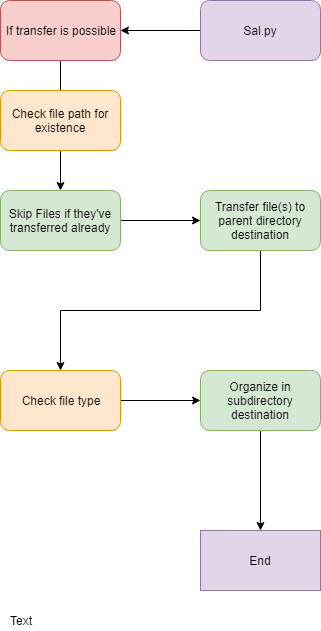 If transfer is possible
Sal.py
Check file path for
existence
Skip Files if they've
transferred already
Transfer file(s) to
parent directory
destination
Check file type
Organize in
subdirectory
destination
End
Text